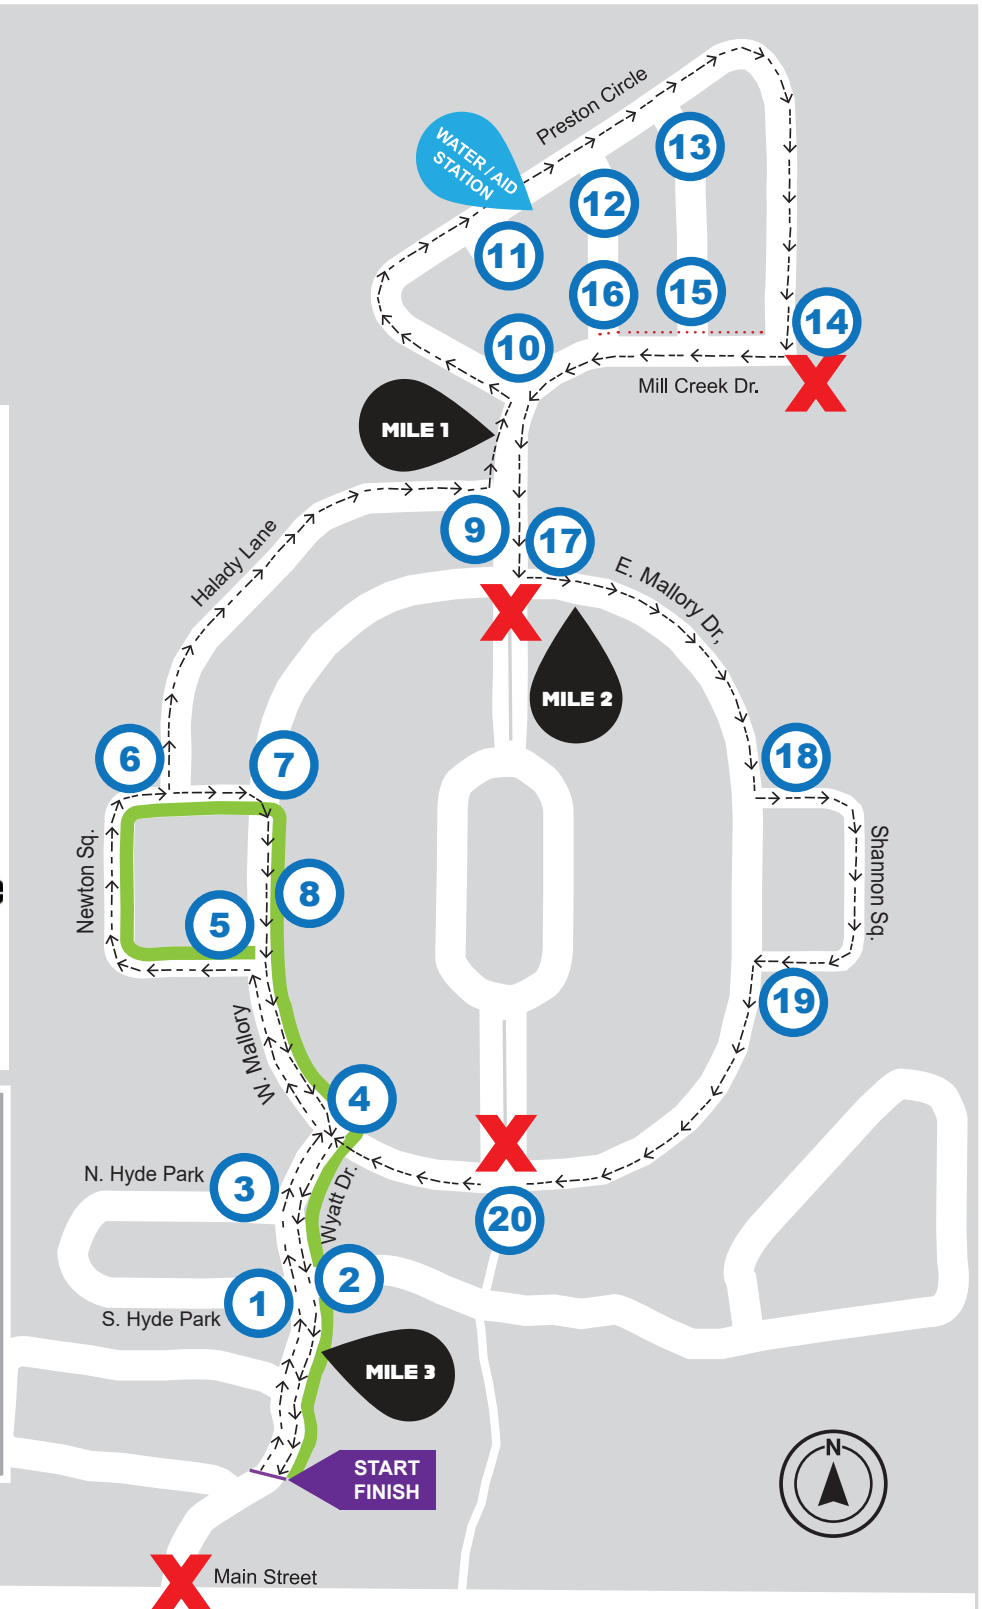 Preston Circle
WATER / AID
STATION
13
12
11
16
15
14
10
Mill Creek Dr.
MILE 1
9
17
Halady Lane
E. Mallory Dr,
MILE 2
6
7
18
Newton Sq.
8
5
Shannon Sq.
19
W. Mallory
4
N. Hyde Park
3
Wyatt Dr.
20
2
1
S. Hyde Park
MILE 3
N
START
FINISH
Main Street